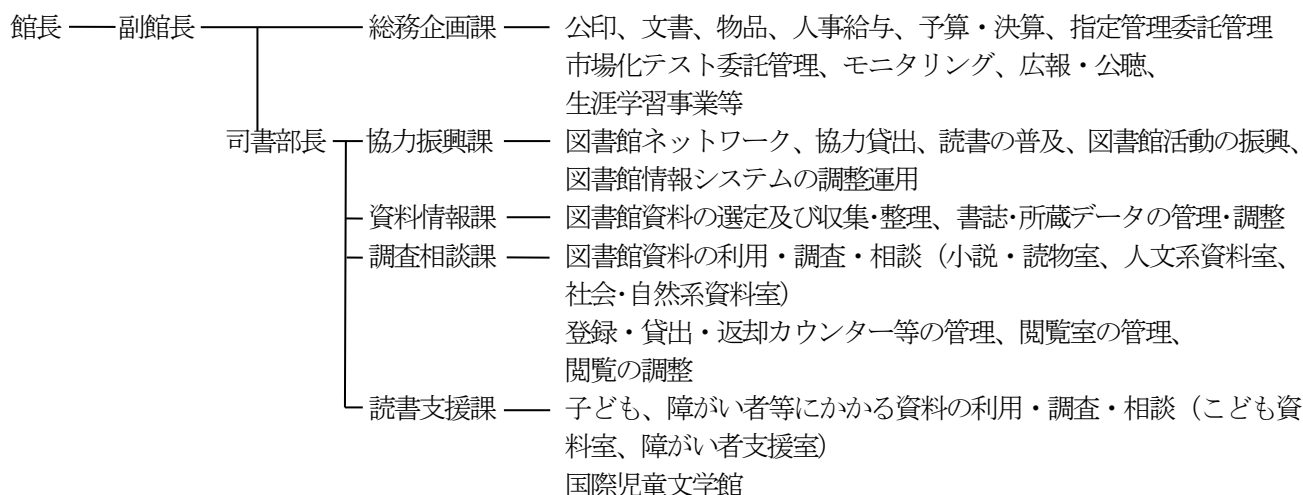 館長 副館長 総務企画課 公印、文書、物品、人事給与、予算・決算、指定管理委託管理
市場化テスト委託管理、モニタリング、広報・公聴、
生涯学習事業等
司書部長 協力振興課 図書館ネットワーク、協力貸出、読書の普及、図書館活動の振興、
図書館情報システムの調整運用
資料情報課 図書館資料の選定及び収集・整理、書誌・所蔵データの管理・調整
調査相談課 図書館資料の利用・調査・相談（小説・読物室、人文系資料室、
社会・自然系資料室）
登録・貸出・返却カウンター等の管理、閲覧室の管理、
閲覧の調整
読書支援課 子ども、障がい者等にかかる資料の利用・調査・相談（こども資
料室、障がい者支援室）
国際児童文学館